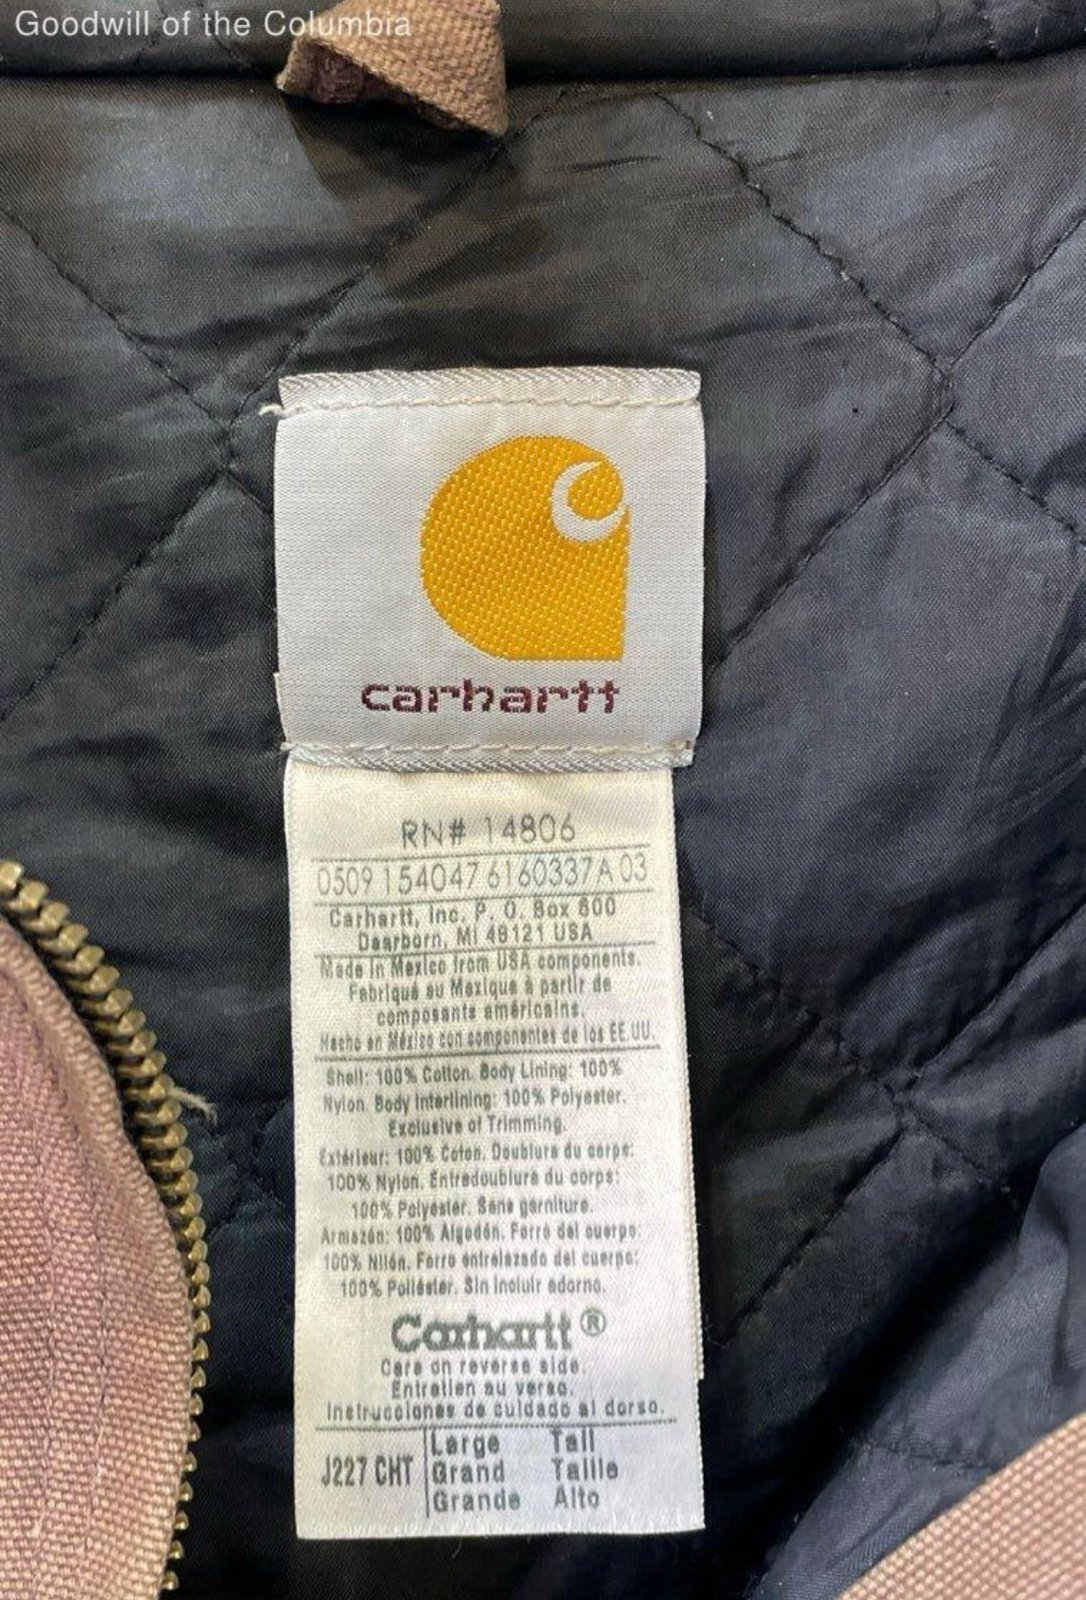 Goodwill of the Columbia
carhartt
RN# 14806
0509 154047 6160337A 03
Carhartt, Inc. P. O. Box 600
Dearborn, MI 48121 USA
Made in Mexico from USA components.
Fabriqué au Mexique à partir de
composants américains.
Hecho en México con componentes de los EE.UU.
Shell: 100% Cotton. Body Lining: 100%
Nylon. Body Interlining: 100% Polyester.
Exclusive of Trimming.
Extérieur: 100% Coton. Doublure du corps:
100% Nylon. Entredoublure du corps:
100% Polyester. Sans garniture.
Armazón: 100% Algodón. Forro del cuerpo:
100% Nilón. Forro entrelazado del cuerpo:
100% Poliéster. Sin incluir adorno.
Carhartt ®
Care on reverse side.
Entretien au verso.
Instrucciones de cuidado al dorso.
J227 CHT
Large Tall
Grand Taille
Grande Alto